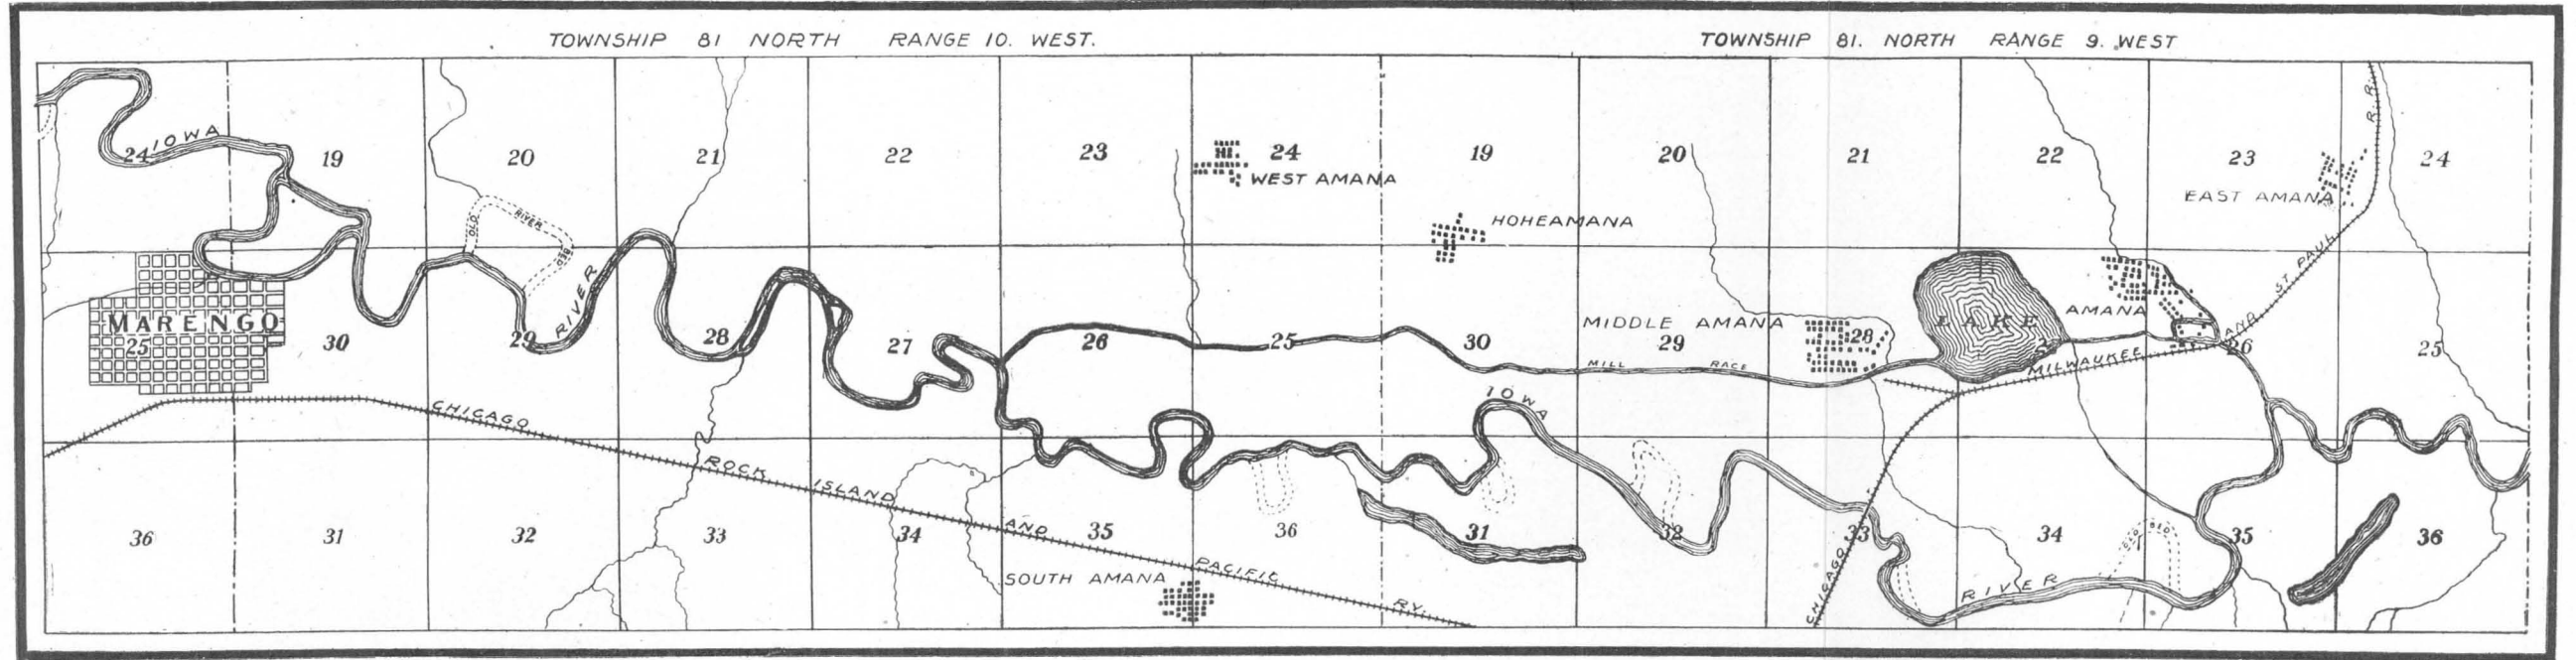 TOWNSHIP 81 NORTH RANGE 10. WEST.
TOWNSHIP 81. NORTH RANGE 9. WEST
24 IOWA 19 20 21 22 23 24 19 20 21 22 23 24
WEST AMANA
EAST AMANA
OLD RIVER BED
HOHEAMANA
ST. PAUL R. R.
MARENGO
25 30 29 RIVER 28 27 26 25 30 29 28 26 25
MIDDLE AMANA
LAKE
AMANA
AND
MILL RACE
MILWAUKEE
CHICAGO
IOWA
ROCK ISLAND
36 31 32 33 34 AND 35 36 31 32 33 34 35 36
OLD BED
CHICAGO
SOUTH AMANA
PACIFIC
RY.
RIVER